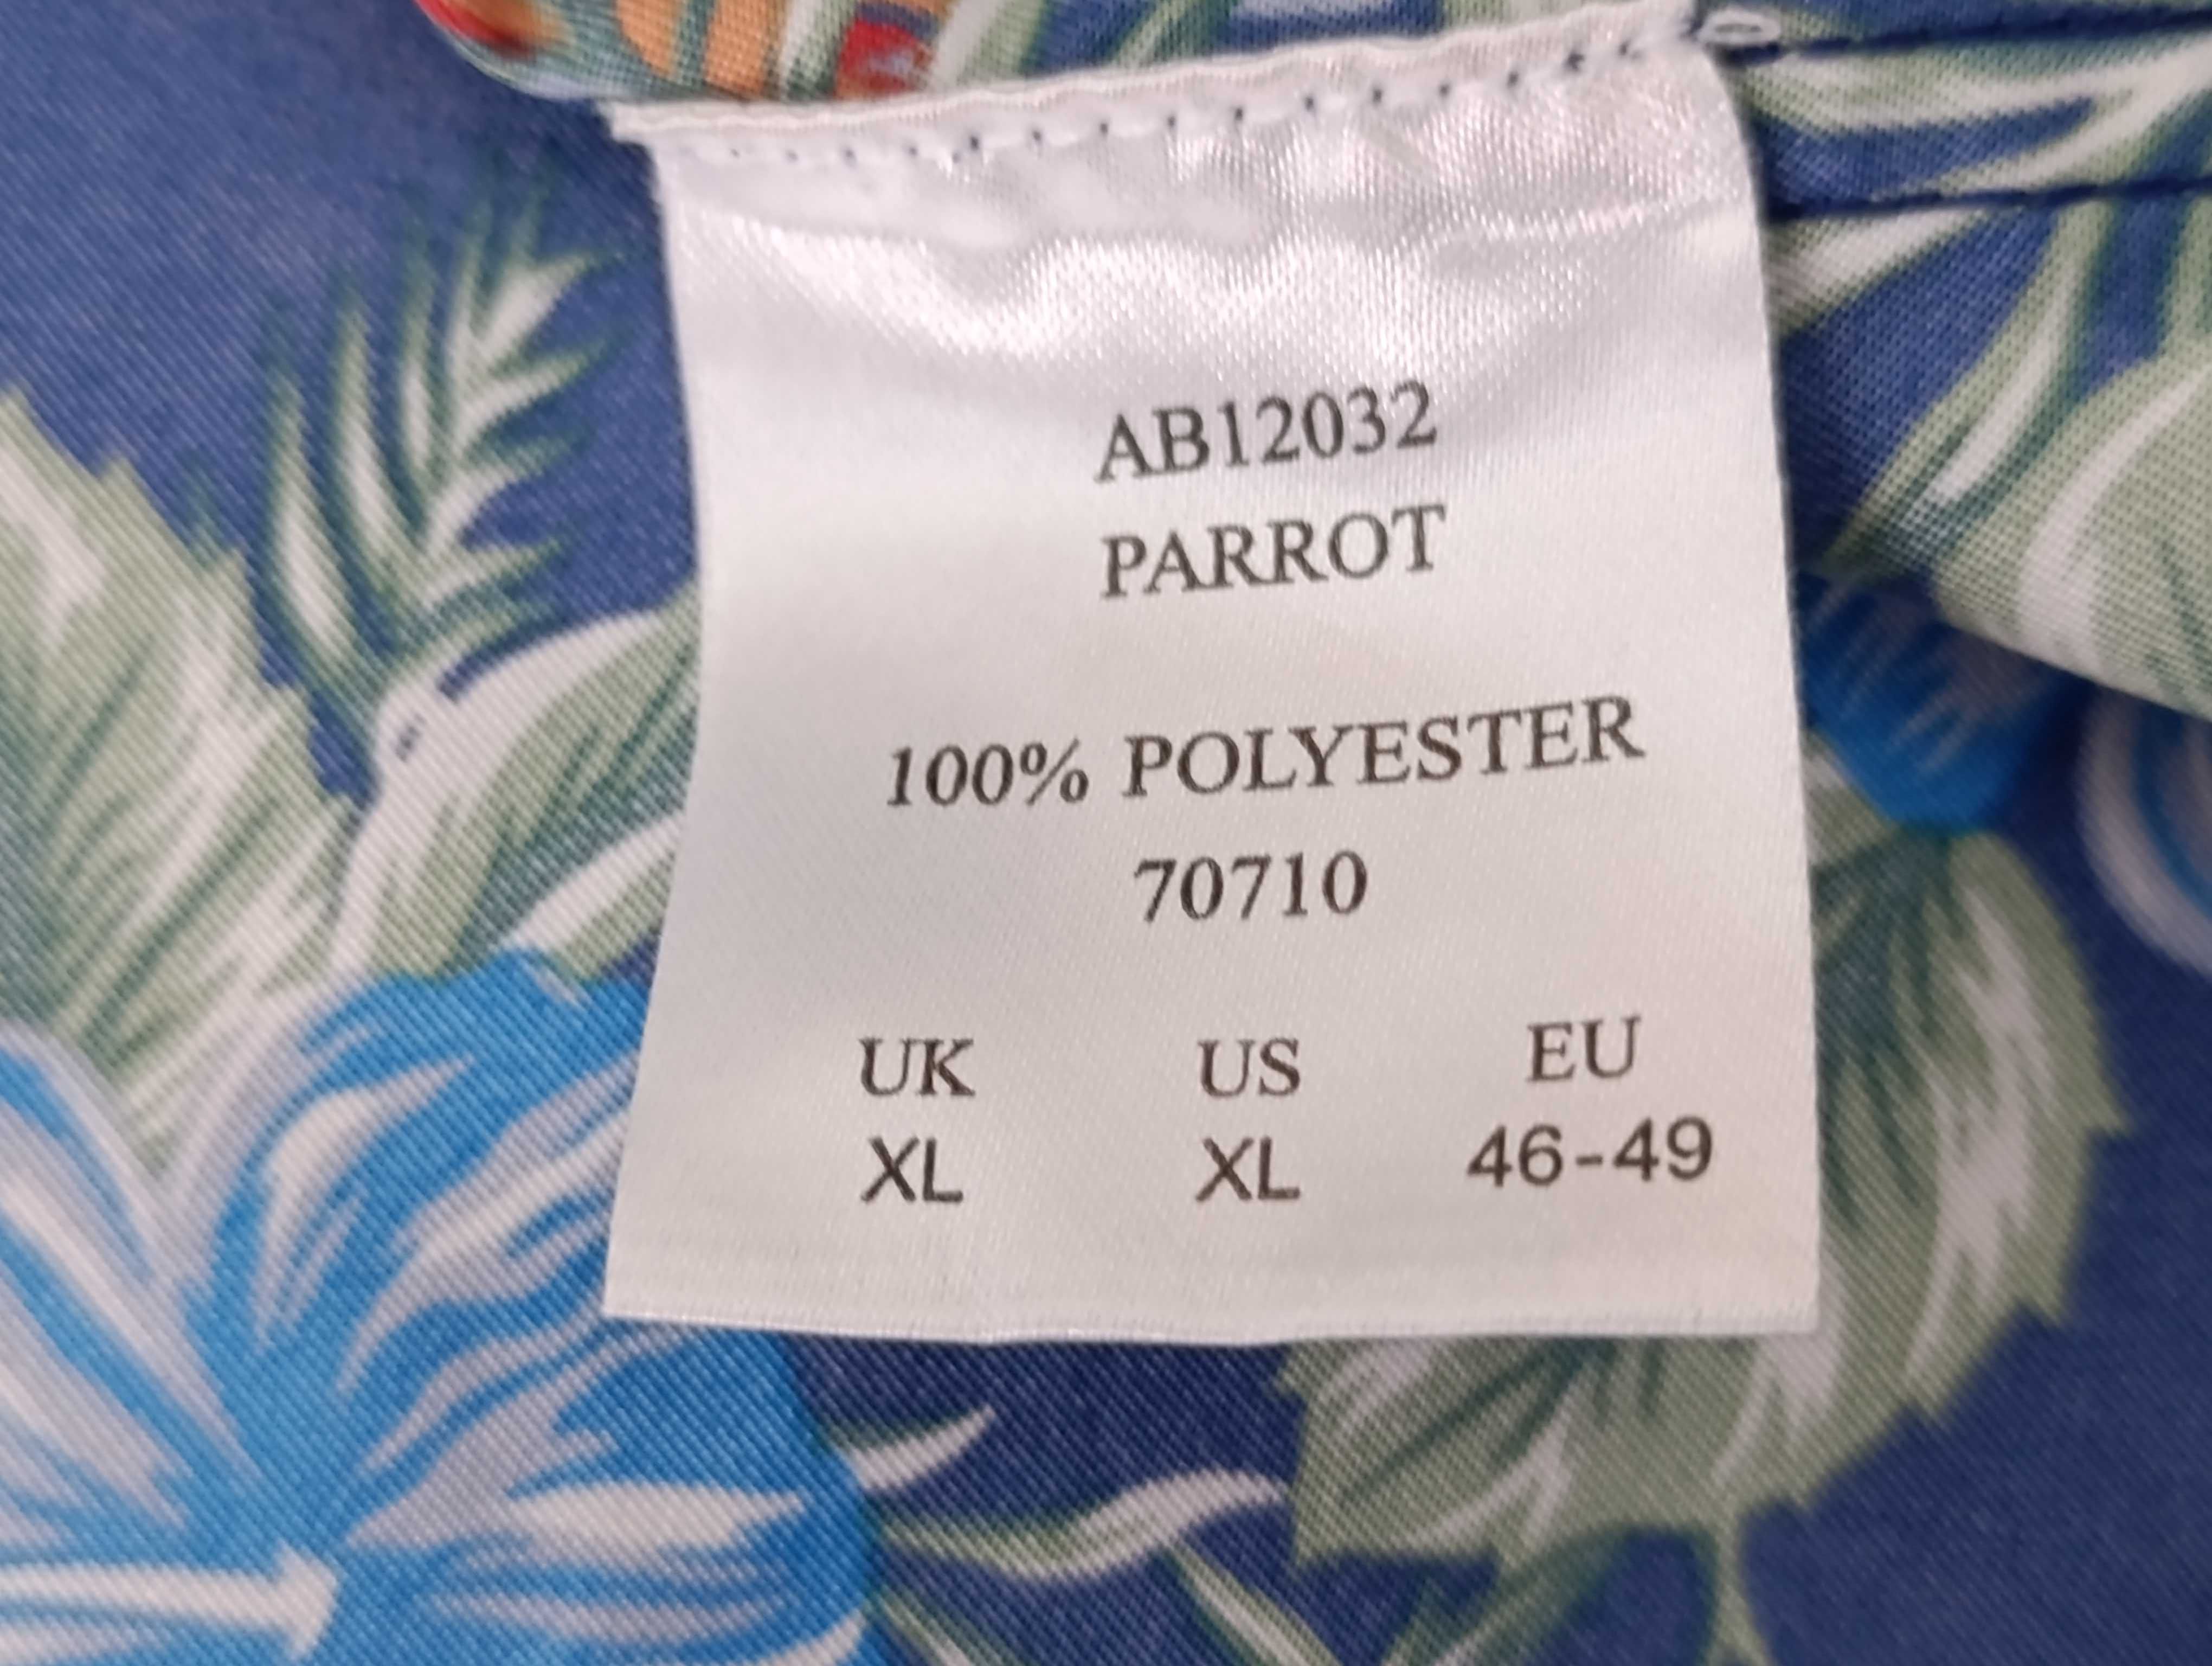 AB12032
PARROT
100% POLYESTER
70710
UK US EU
XL XL 46-49